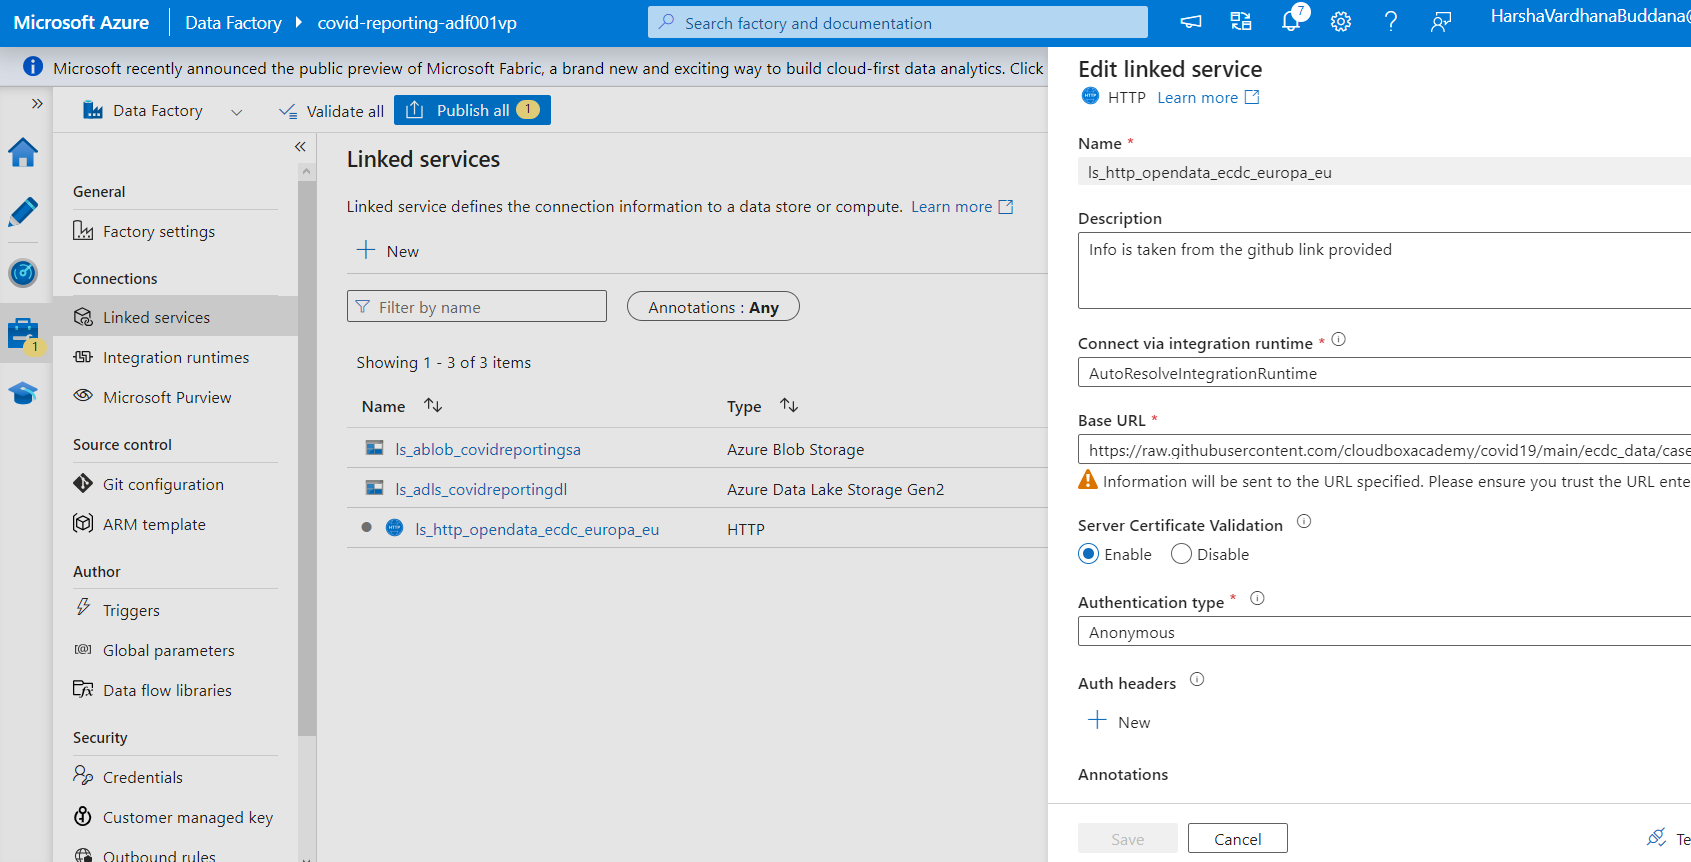 Microsoft Azure
Data Factory
covid-reporting-adf001vp
Search factory and documentation
7
HarshaVardhanaBuddana@
Microsoft recently announced the public preview of Microsoft Fabric, a brand new and exciting way to build cloud-first data analytics. Click
Data Factory
Validate all
Publish all 1
General
Factory settings
Connections
Linked services
1
Integration runtimes
Microsoft Purview
Source control
Git configuration
ARM template
Author
Triggers
Global parameters
Data flow libraries
Security
Credentials
Customer managed key
Outbound rules
Linked services
Linked service defines the connection information to a data store or compute. Learn more
New
Filter by name
Annotations : Any
Showing 1 - 3 of 3 items
Name Type
ls_ablob_covidreportingsa Azure Blob Storage
ls_adls_covidreportingdl Azure Data Lake Storage Gen2
ls_http_opendata_ecdc_europa_eu HTTP
Edit linked service
HTTP Learn more
Name *
ls_http_opendata_ecdc_europa_eu
Description
Info is taken from the github link provided
Connect via integration runtime *
AutoResolveIntegrationRuntime
Base URL *
https://raw.githubusercontent.com/cloudboxacademy/covid19/main/ecdc_data/case
Information will be sent to the URL specified. Please ensure you trust the URL ente
Server Certificate Validation
Enable Disable
Authentication type *
Anonymous
Auth headers
New
Annotations
Save Cancel Te